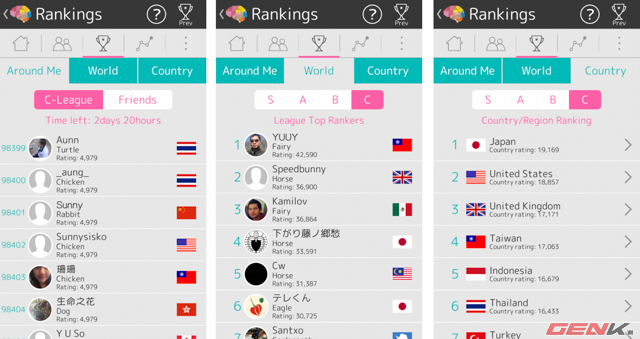 Rankings
?
Prev
Around Me
World
Country
C-League
Friends
Time left: 2days 20hours
98399
Aunn
Turtle
Rating: 4,979
98400
_aung_
Chicken
Rating: 4,979
98401
Sunny
Rabbit
Rating: 4,979
98402
Sunnysisko
Chicken
Rating: 4,979
98403
珊珊
Chicken
Rating: 4,979
98404
生命之花
Dog
Rating: 4,979
Y U So
Rankings
?
Prev
Around Me
World
Country
S
A
B
C
League Top Rankers
1
YUUY
Fairy
Rating: 42,590
2
Speedbunny
Horse
Rating: 36,900
3
Kamilov
Fairy
Rating: 36,864
4
下がり藤ノ郷愁
Horse
Rating: 33,591
5
Cw
Horse
Rating: 31,387
6
テレくん
Eagle
Rating: 30,725
7
Santxo
Rankings
?
Prev
Around Me
World
Country
S
A
B
C
Country/Region Ranking
1
Japan
Country rating: 19,169
2
United States
Country rating: 18,857
3
United Kingdom
Country rating: 17,171
4
Taiwan
Country rating: 17,063
5
Indonesia
Country rating: 16,679
6
Thailand
Country rating: 16,433
7
Turkey
GENK